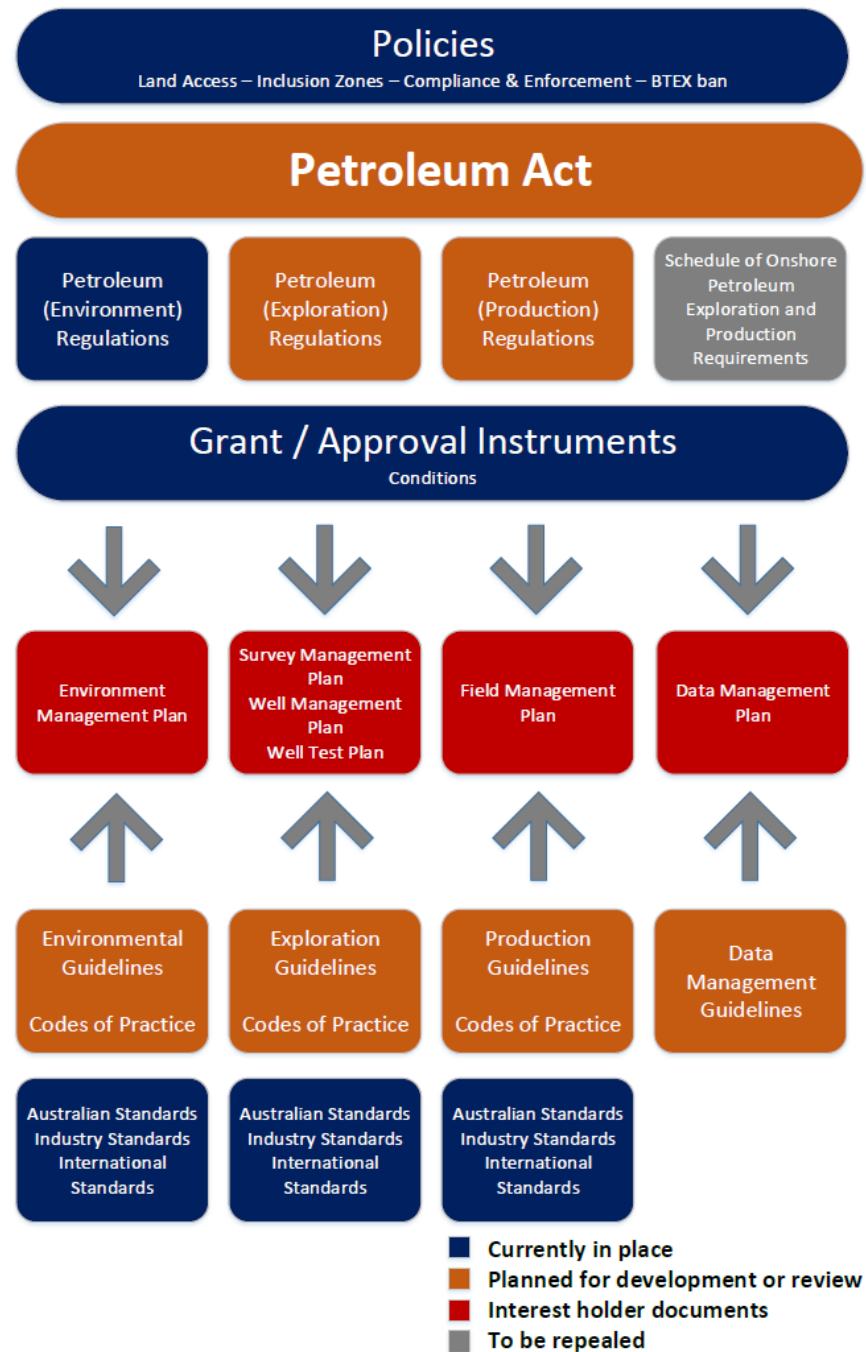 Policies
Land Access – Inclusion Zones – Compliance & Enforcement – BTEX ban
Petroleum Act
Petroleum
(Environment)
Regulations
Petroleum
(Exploration)
Regulations
Petroleum
(Production)
Regulations
Schedule of Onshore
Petroleum
Exploration and
Production
Requirements
Grant / Approval Instruments
Conditions
Environment
Management Plan
Survey Management
Plan
Well Management
Plan
Well Test Plan
Field Management
Plan
Data Management
Plan
Environmental
Guidelines
Codes of Practice
Exploration
Guidelines
Codes of Practice
Production
Guidelines
Codes of Practice
Data
Management
Guidelines
Australian Standards
Industry Standards
International
Standards
Australian Standards
Industry Standards
International
Standards
Australian Standards
Industry Standards
International
Standards
Currently in place
Planned for development or review
Interest holder documents
To be repealed